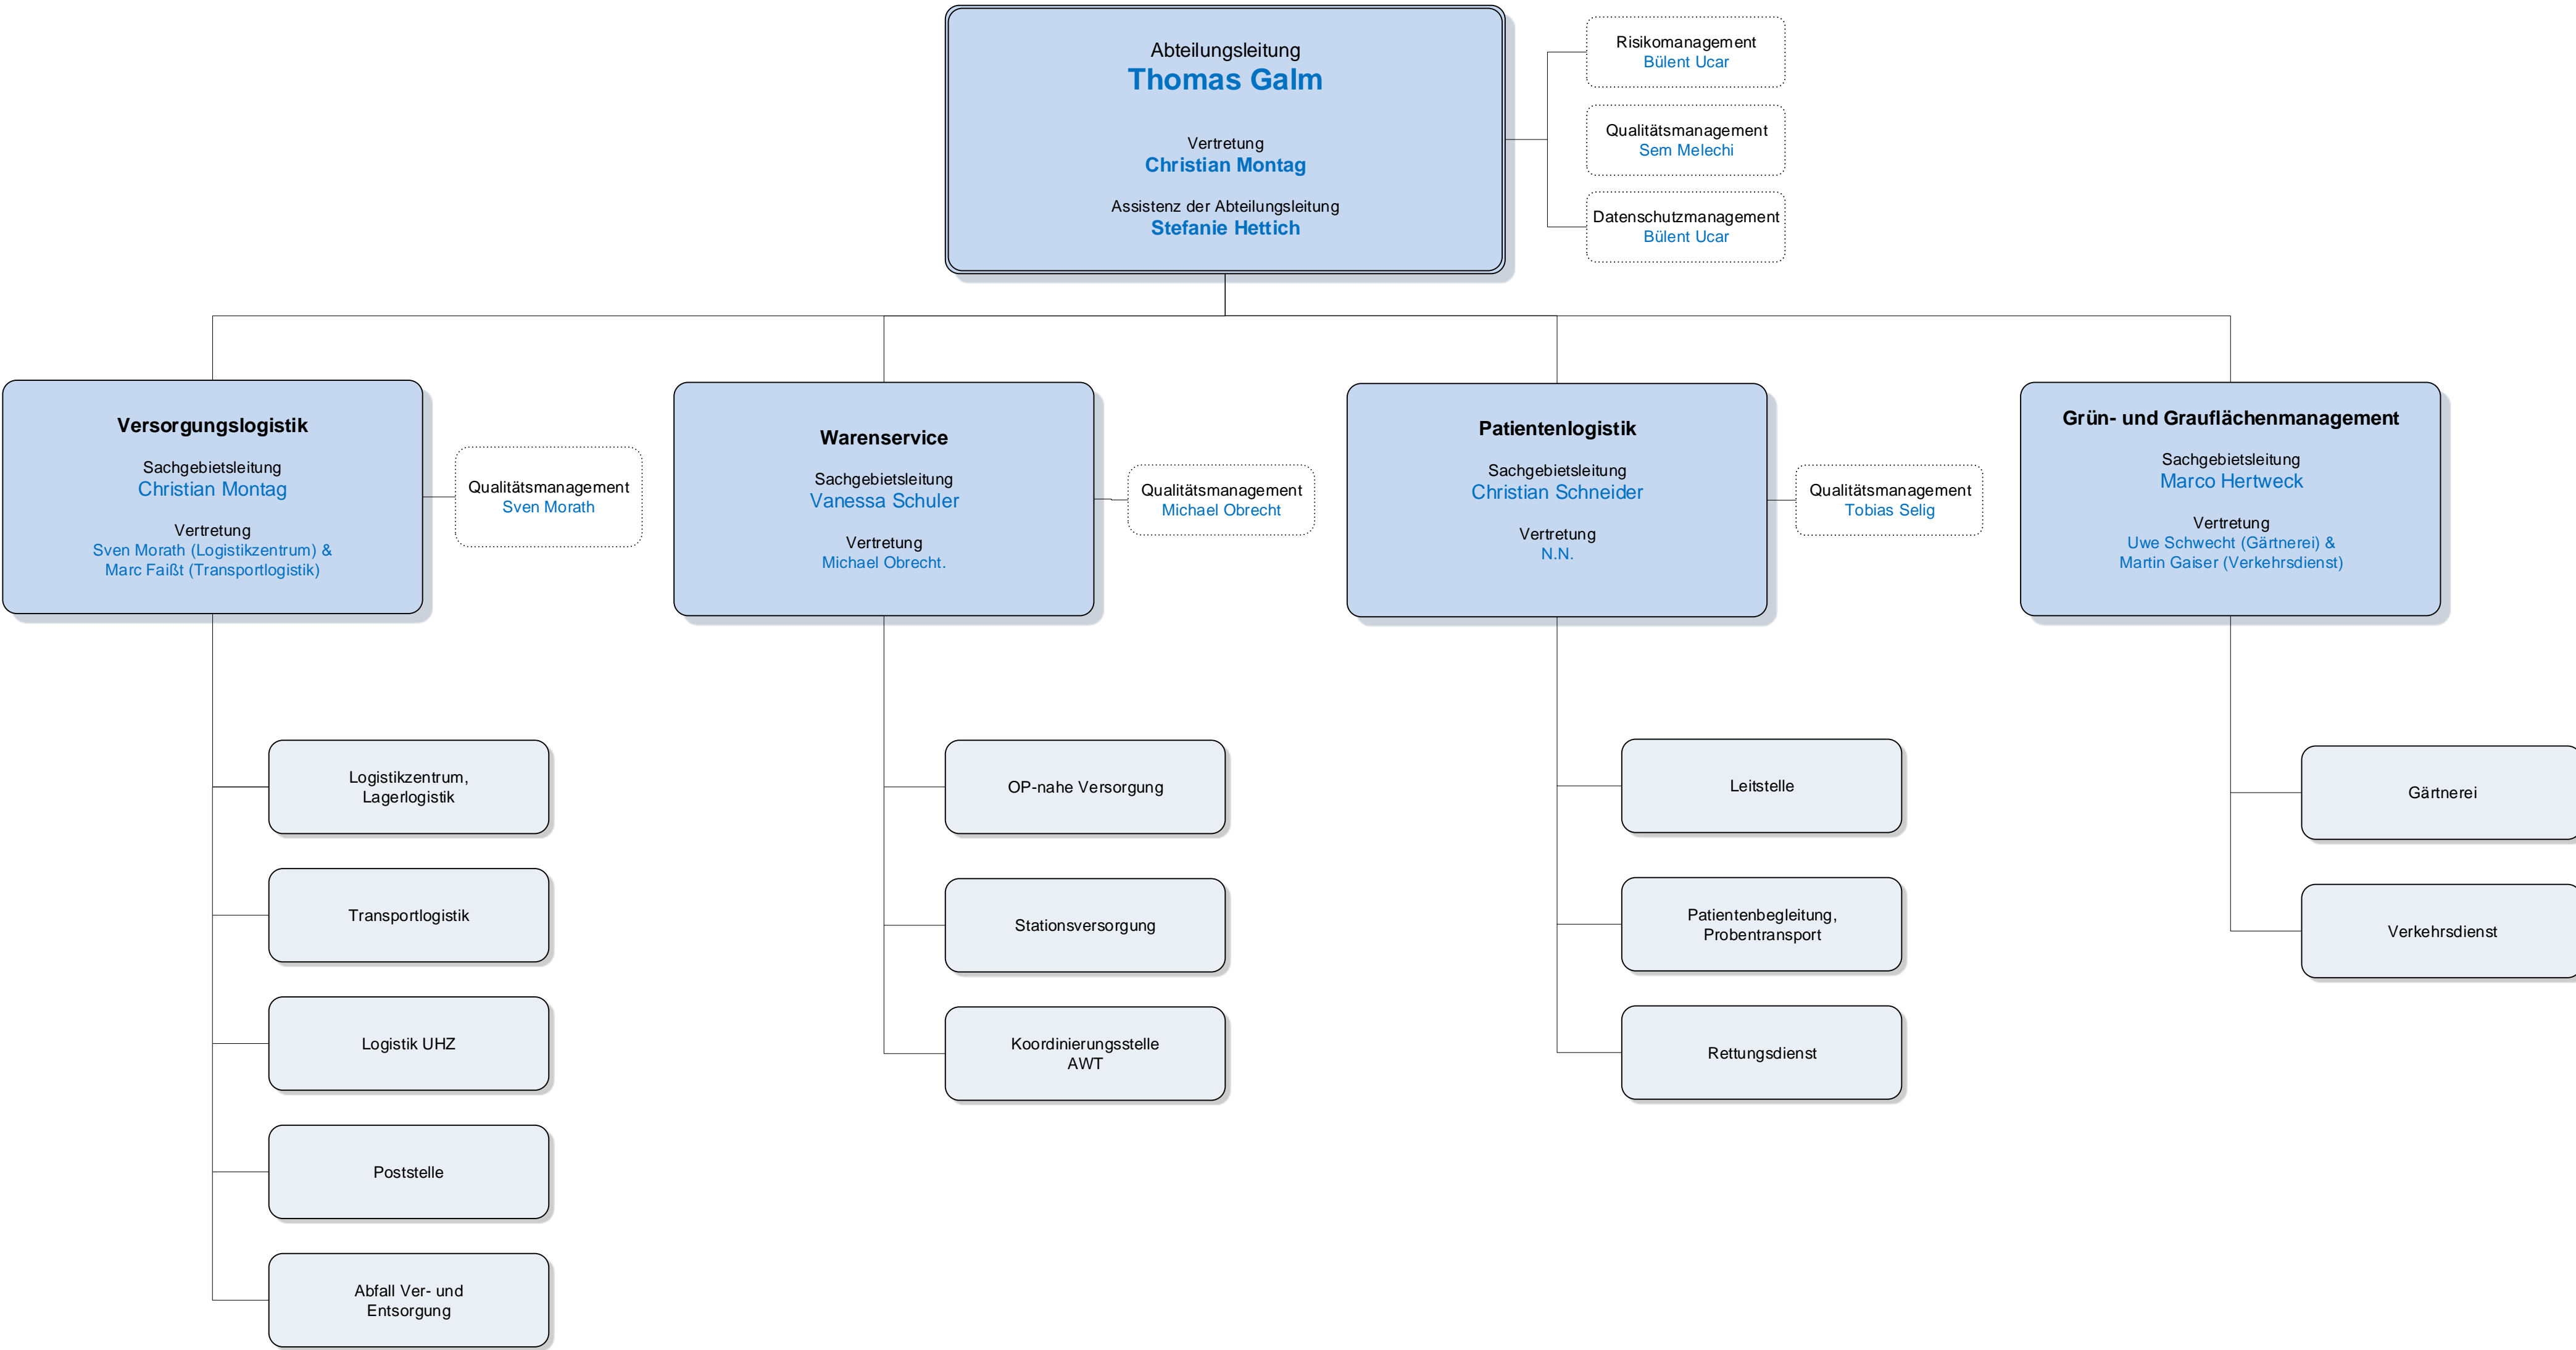 Abteilungsleitung
Thomas Galm
Vertretung
Christian Montag
Assistenz der Abteilungsleitung
Stefanie Hettich
Risikomanagement
Bülent Ucar
Qualitätsmanagement
Sem Melechi
Datenschutzmanagement
Bülent Ucar
Versorgungslogistik
Sachgebietsleitung
Christian Montag
Vertretung
Sven Morath (Logistikzentrum) &
Marc Faißt (Transportlogistik)
Qualitätsmanagement
Sven Morath
Warenservice
Sachgebietsleitung
Vanessa Schuler
Vertretung
Michael Obrecht.
Qualitätsmanagement
Michael Obrecht
Patientenlogistik
Sachgebietsleitung
Christian Schneider
Vertretung
N.N.
Qualitätsmanagement
Tobias Selig
Grün- und Grauflächenmanagement
Sachgebietsleitung
Marco Hertweck
Vertretung
Uwe Schwecht (Gärtnerei) &
Martin Gaiser (Verkehrsdienst)
Logistikzentrum,
Lagerlogistik
Transportlogistik
Logistik UHZ
Poststelle
Abfall Ver- und
Entsorgung
OP-nahe Versorgung
Stationsversorgung
Koordinierungsstelle
AWT
Leitstelle
Patientenbegleitung,
Probentransport
Rettungsdienst
Gärtnerei
Verkehrsdienst